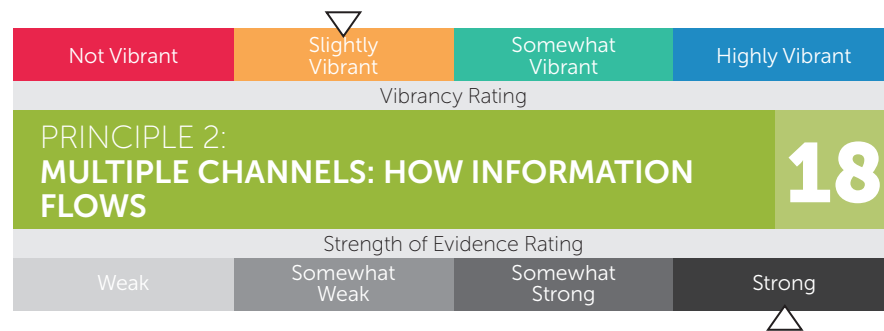 Not Vibrant
Slightly
Vibrant
Somewhat
Vibrant
Highly Vibrant
Vibrancy Rating
PRINCIPLE 2:
MULTIPLE CHANNELS: HOW INFORMATION
FLOWS
18
Strength of Evidence Rating
Weak
Somewhat
Weak
Somewhat
Strong
Strong